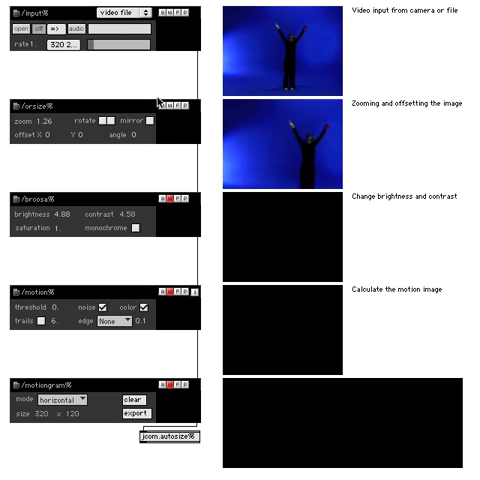 /input% video file B M F P Video input from camera or file
open off => audio
rate 1. 320 2...
/orsize% B M F P Zooming and offsetting the image
zoom 1.26 rotate mirror
offset X 0 Y 0 angle 0
/brcosa% B M F P Change brightness and contrast
brightness 4.88 contrast 4.58
saturation 1. monochrome
/motion% B M F P i Calculate the motion image
threshold 0. noise color
trails 6. edge None 0.1
/motiongram% B M F P
mode horizontal clear
size 320 x 120 export
jcom.autosize%